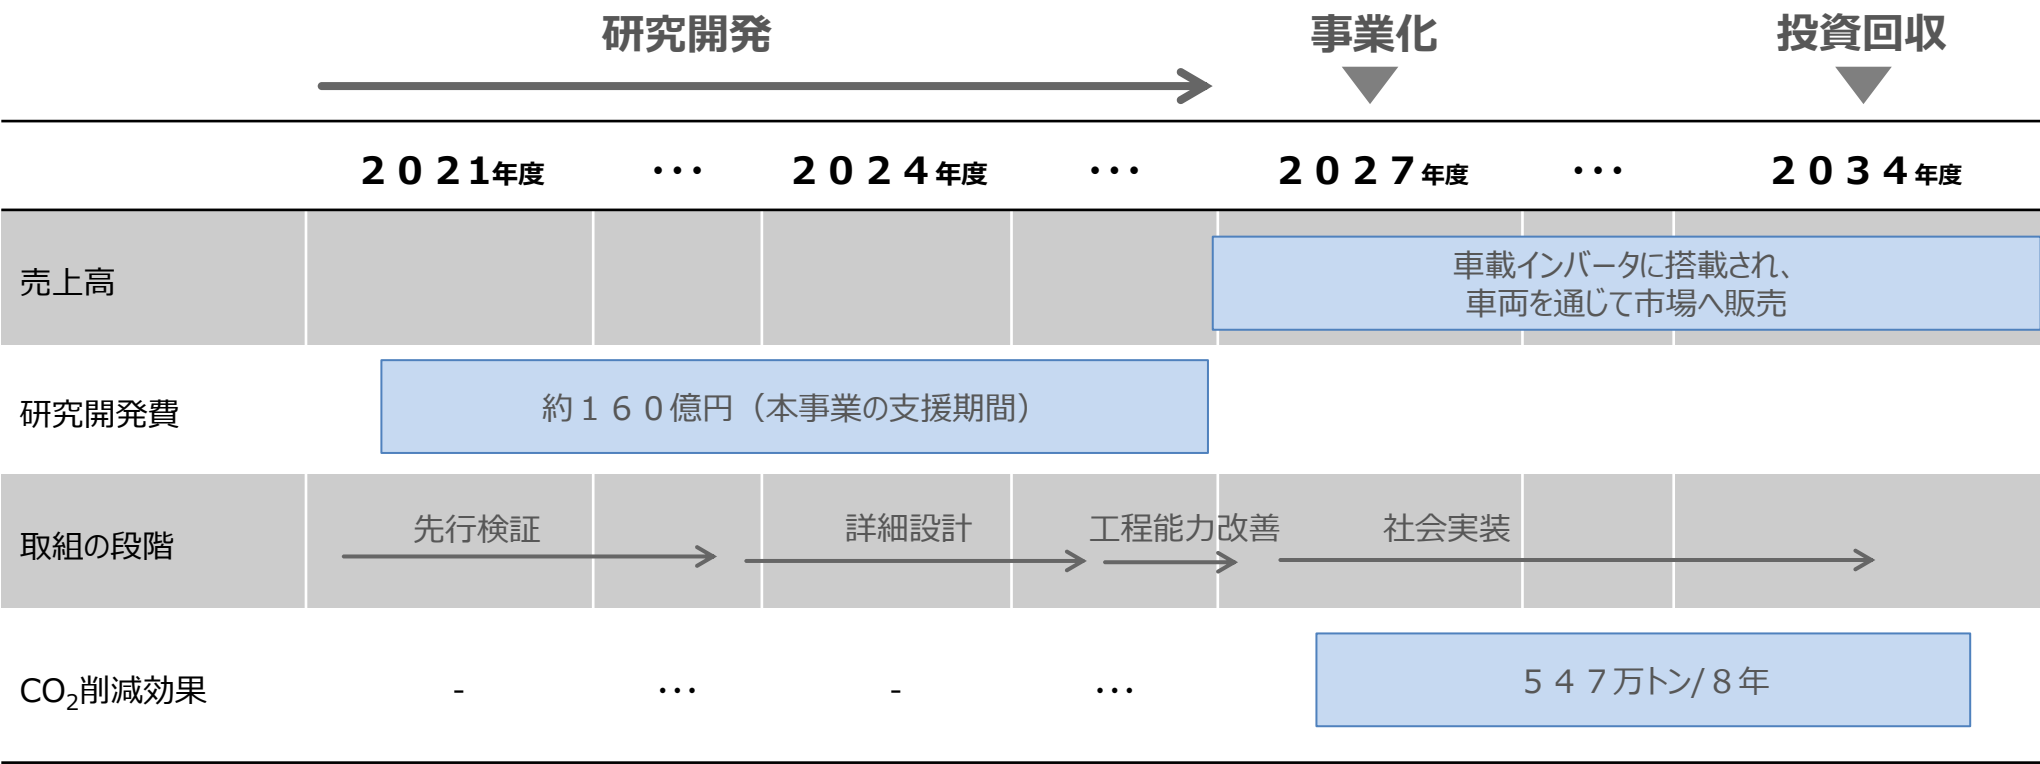 研究開発 事業化 投資回収
２０２1年度 ・・・ ２０２４年度 ・・・ ２０２７年度 ・・・ ２０３４年度
売上高
車載インバータに搭載され、
車両を通じて市場へ販売
研究開発費 約１６０億円（本事業の支援期間）
取組の段階 先行検証 詳細設計 工程能力改善 社会実装
CO₂削減効果 - ・・・ - ・・・ ５４７万トン/８年